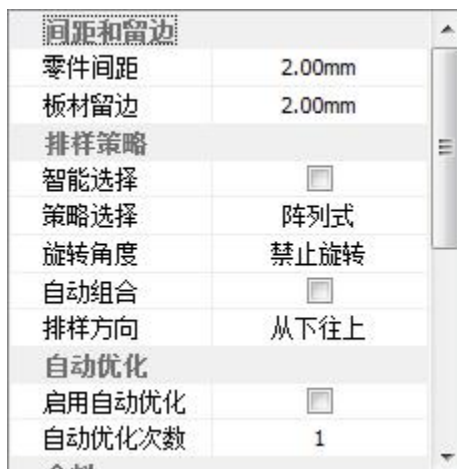 间距和留边
零件间距 2.00mm
板材留边 2.00mm
排样策略
智能选择
策略选择 阵列式
旋转角度 禁止旋转
自动组合
排样方向 从下往上
自动优化
启用自动优化
自动优化次数 1